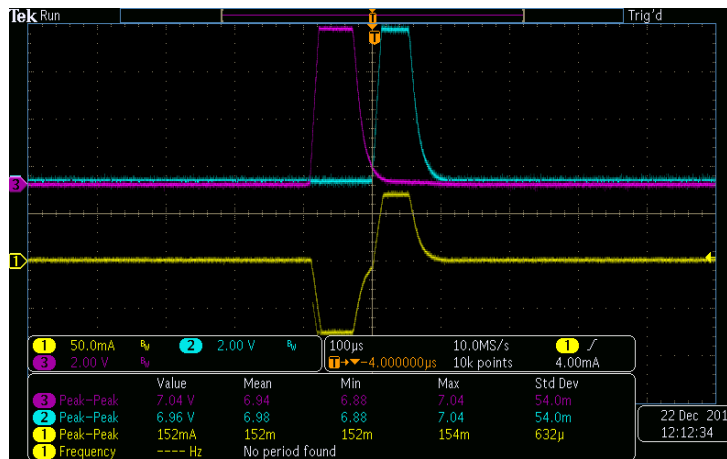 Tek Run Trig'd
T
T
3
1
1 50.0mA BW 2 2.00 V BW
3 2.00 V BW
100µs 10.0MS/s 1
T→▼-4.000000µs 10k points 4.00mA
Value Mean Min Max Std Dev
3 Peak-Peak 7.04 V 6.94 6.88 7.04 54.0m
2 Peak-Peak 6.96 V 6.98 6.88 7.04 54.0m
1 Peak-Peak 152mA 152m 152m 154m 632µ
1 Frequency ---- Hz No period found
22 Dec 201
12:12:34